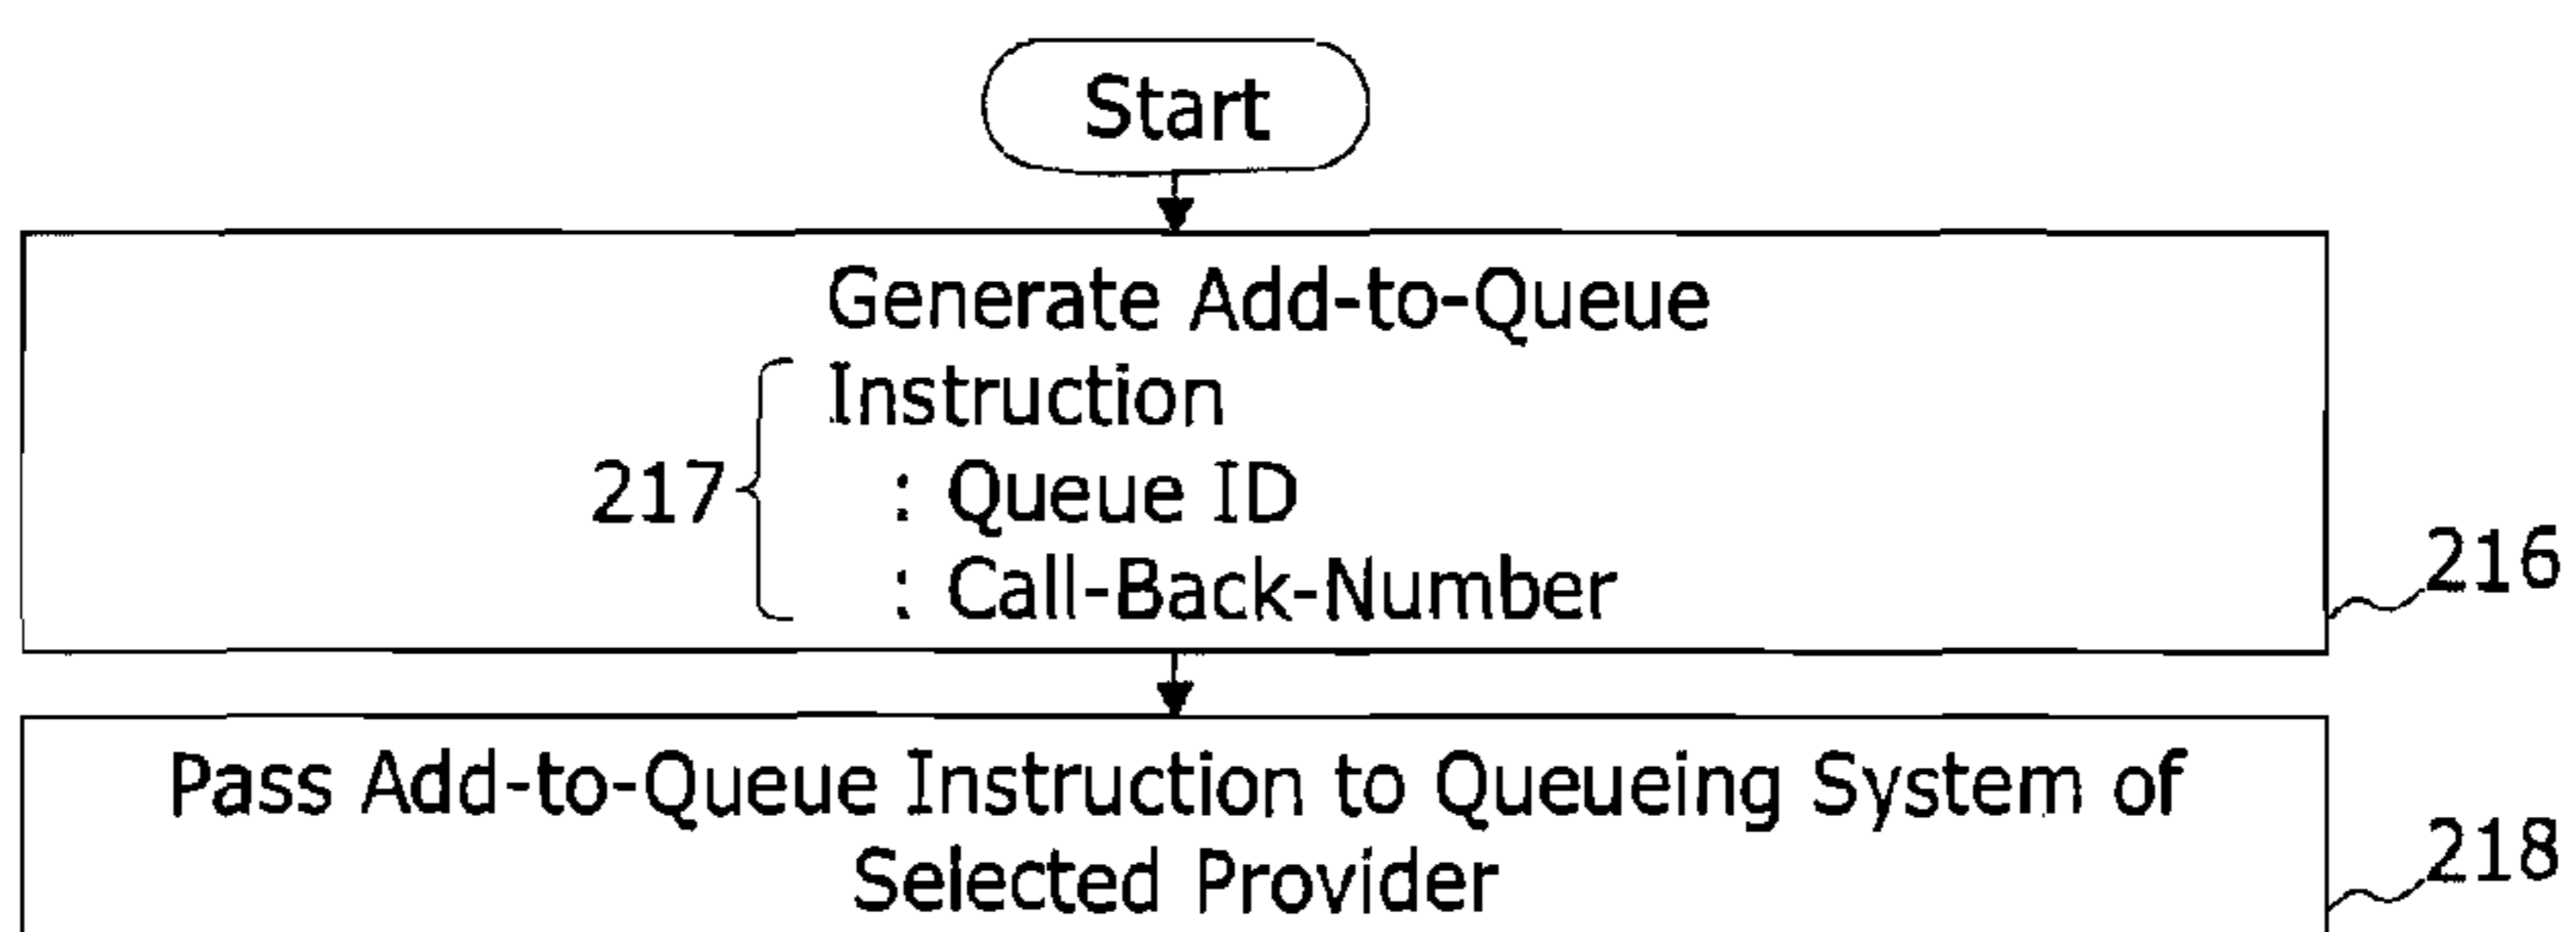 Start
Generate Add-to-Queue
Instruction
217
: Queue ID
: Call-Back-Number
216
Pass Add-to-Queue Instruction to Queueing System of
Selected Provider
218